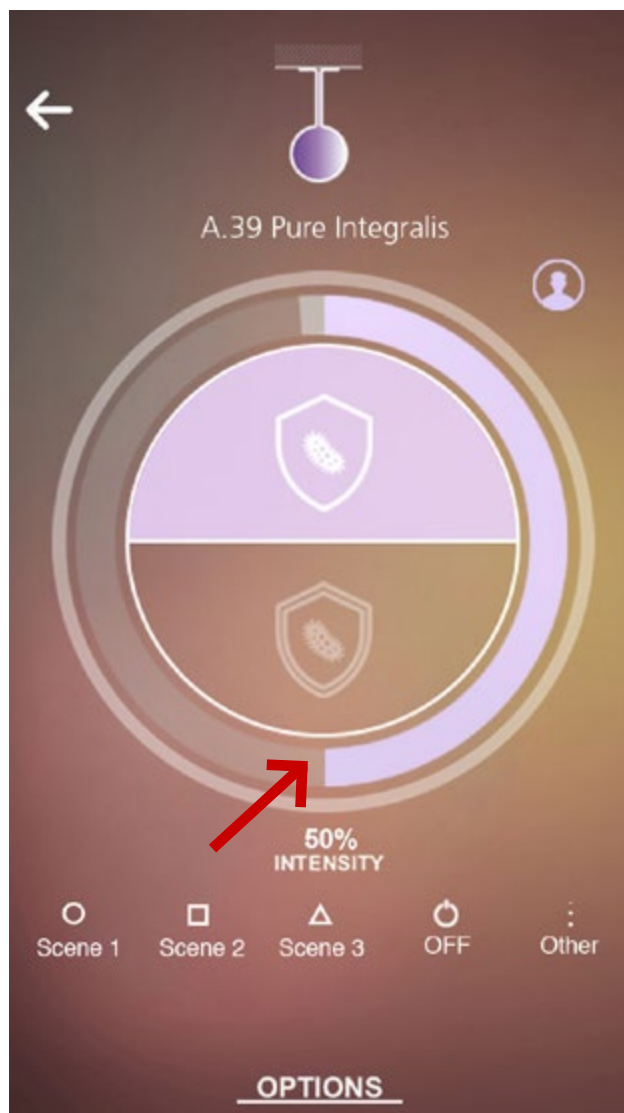 A.39 Pure Integralis
50%
INTENSITY
Scene 1
Scene 2
Scene 3
OFF
Other
OPTIONS